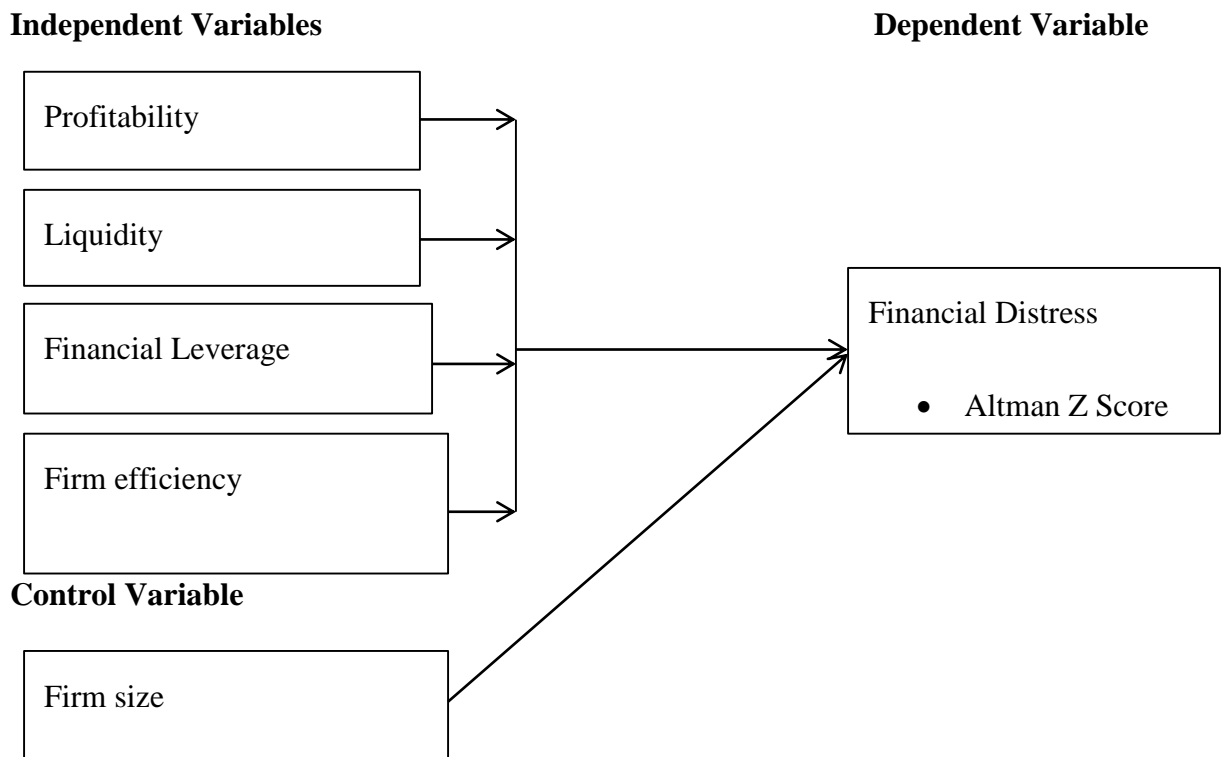 Independent Variables
Dependent Variable
Profitability
Liquidity
Financial Leverage
Firm efficiency
Financial Distress
• Altman Z Score
Control Variable
Firm size